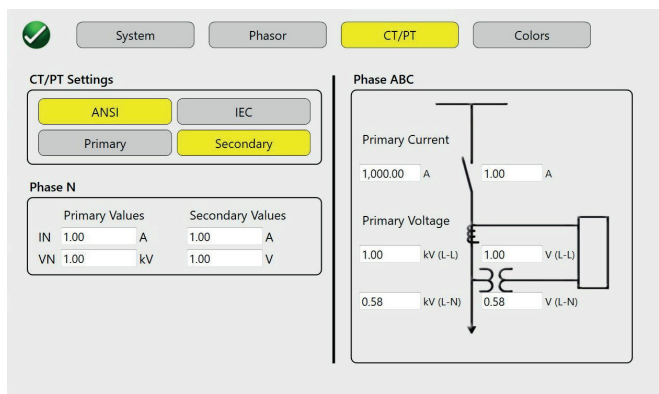 System Phasor CT/PT Colors
CT/PT Settings
ANSI IEC
Primary Secondary
Phase N
Primary Values Secondary Values
IN 1.00 A 1.00 A
VN 1.00 kV 1.00 V
Phase ABC
Primary Current
1,000.00 A 1.00 A
Primary Voltage
1.00 kV (L-L) 1.00 V (L-L)
0.58 kV (L-N) 0.58 V (L-N)